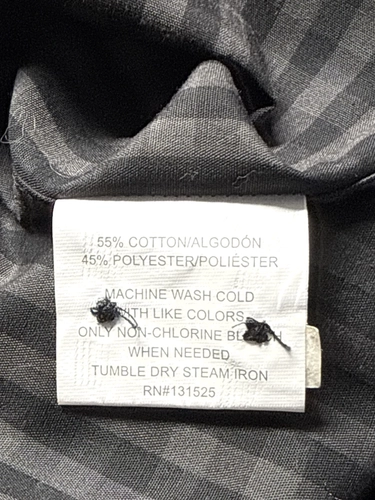 55% COTTON/ALGODÓN
45% POLYESTER/POLIÉSTER
MACHINE WASH COLD
WITH LIKE COLORS
ONLY NON-CHLORINE BLEACH
WHEN NEEDED
TUMBLE DRY STEAM IRON
RN#131525